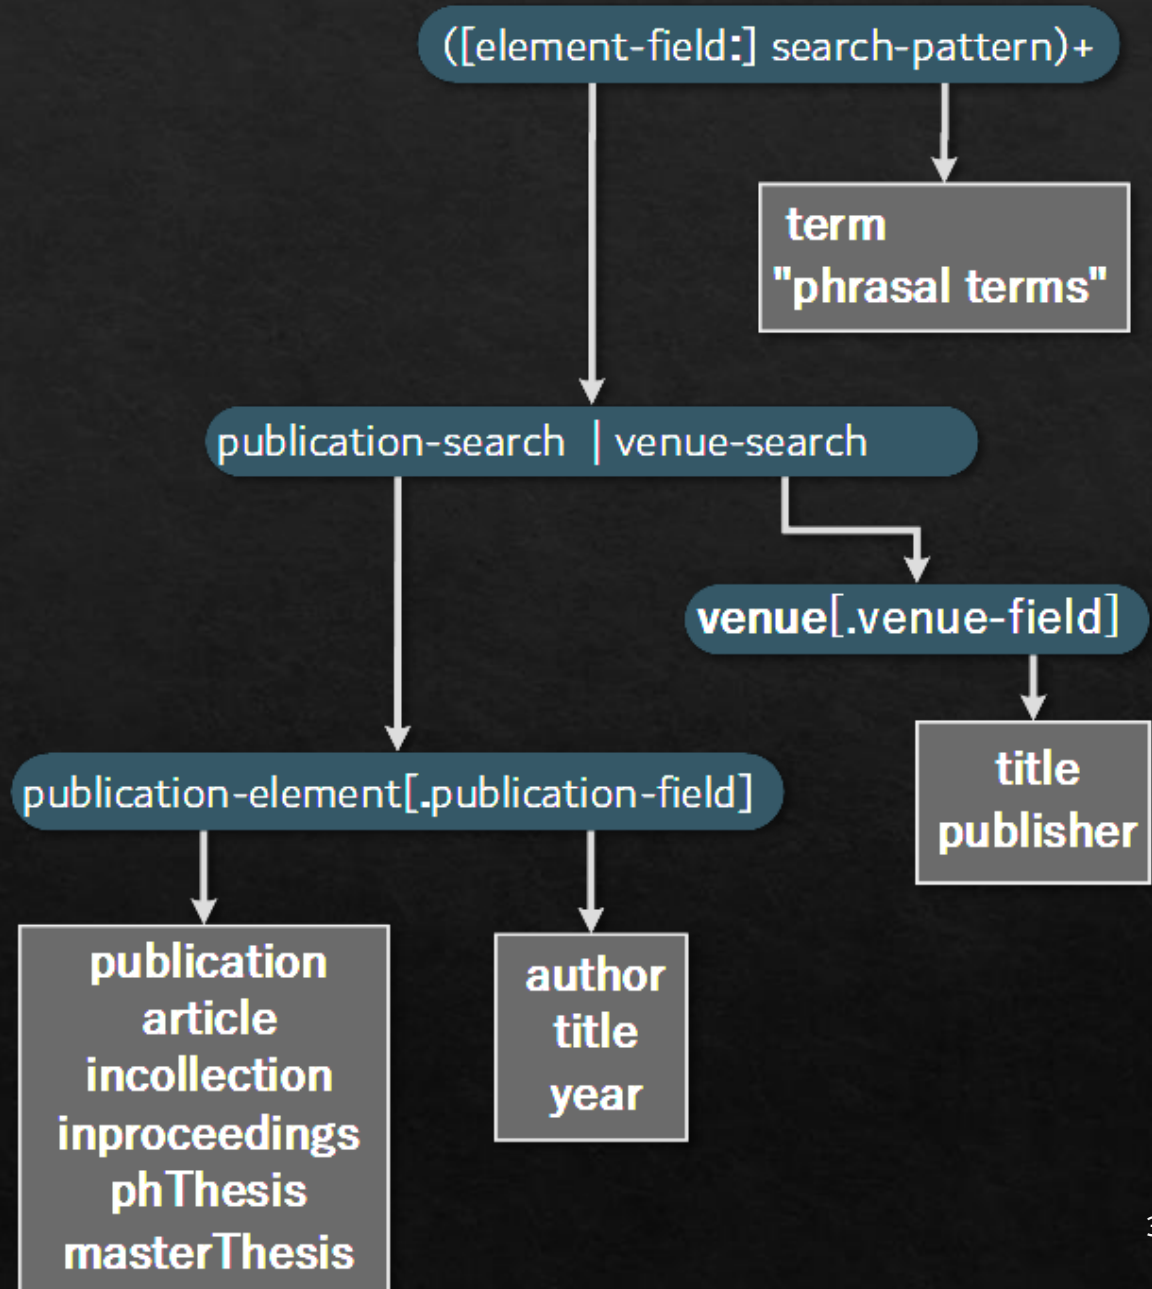 ([element-field:] search-pattern)+
term
"phrasal terms"
publication-search | venue-search
venue[.venue-field]
title
publisher
publication-element[.publication-field]
publication
article
incollection
inproceedings
phThesis
masterThesis
author
title
year